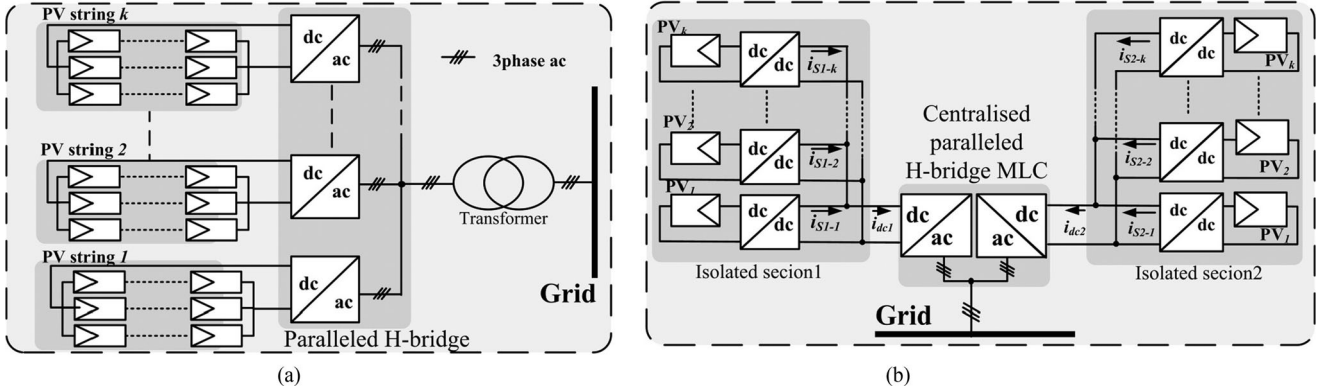 PV string k
dc
ac
3phase ac
PV string 2
dc
ac
Transformer
PV string 1
dc
ac
Grid
Paralleled H-bridge
(a)
PVk
dc
dc
iS1-k
PV2
dc
dc
iS1-2
PV1
dc
dc
iS1-1
idc1
Isolated secion1
Centralised
paralleled
H-bridge MLC
dc
ac
dc
ac
Grid
iS2-k
dc
dc
PVk
iS2-2
dc
dc
PV2
idc2
iS2-1
dc
dc
PV1
Isolated secion2
(b)